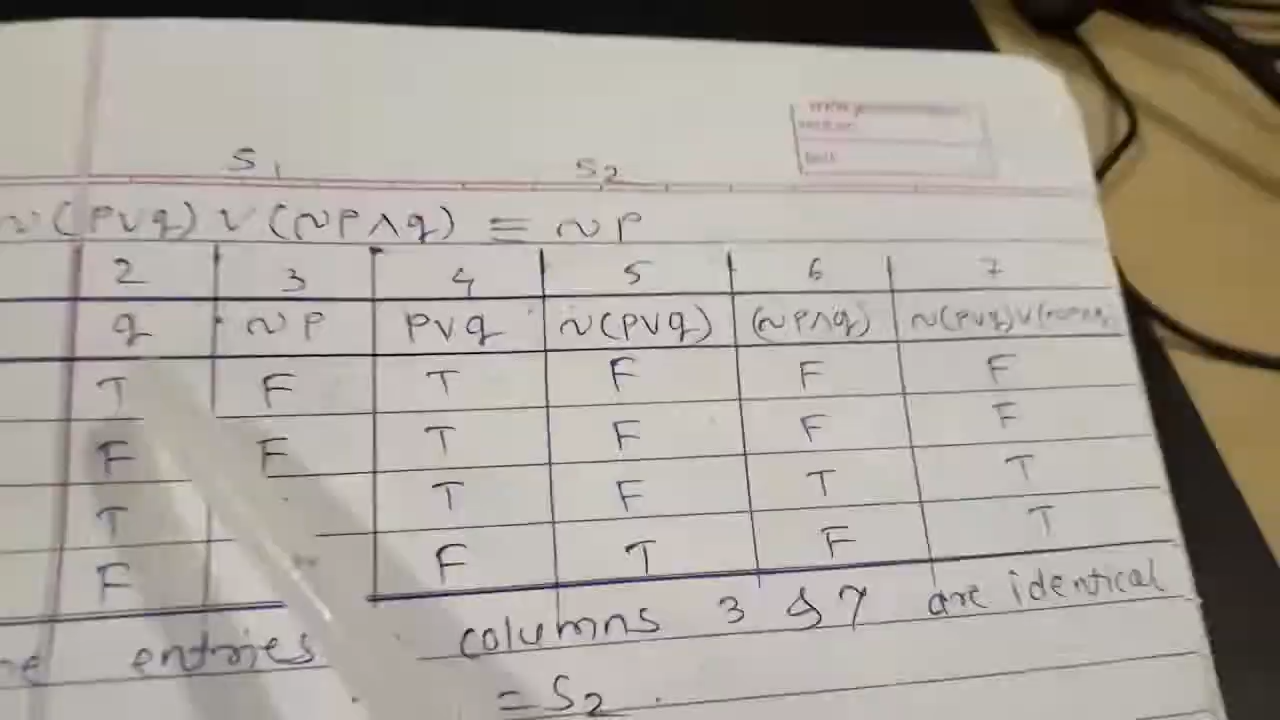 S1 S2
~(p∨q) ∨ (~p∧q) ≡ ~p
2 3 4 5 6 7
q ~p p∨q ~(p∨q) (~p∧q) ~(p∨q)∨(~p∧q
T F T F F F
F F T F F F
T T F T T
F F T F T
entries columns 3 & 7 are identical
= S2 .